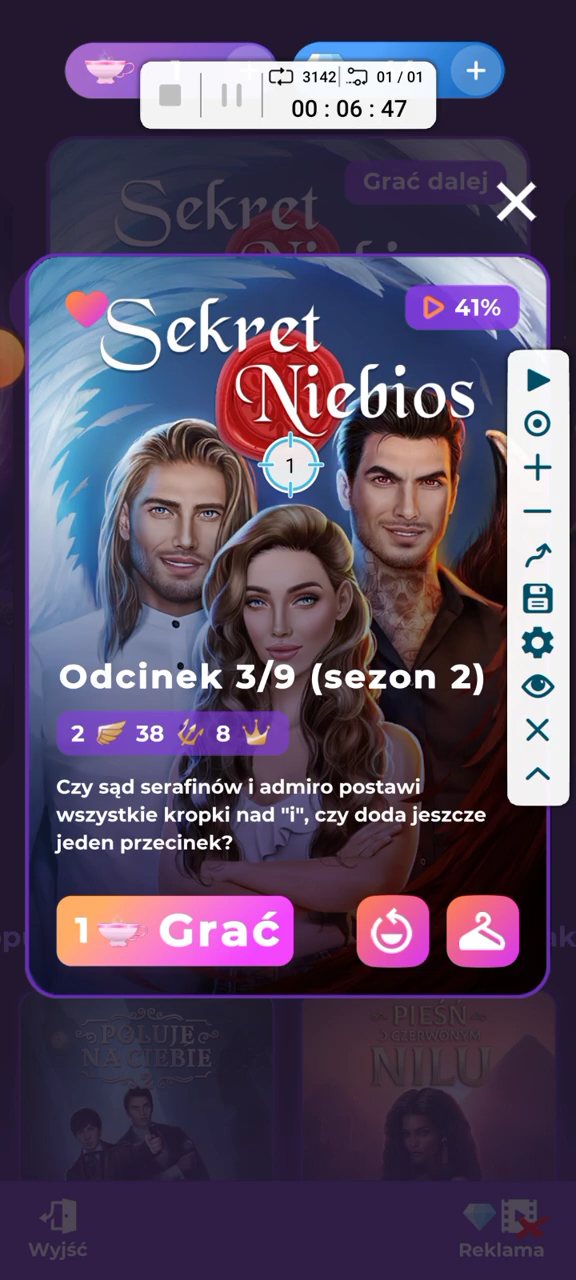 3142 01 / 01
00 : 06 : 47
Grać dalej
Sekret
Sekret
Niebios
41%
1
Odcinek 3/9 (sezon 2)
2 38 8
Czy sąd serafinów i admiro postawi
wszystkie kropki nad "i", czy doda jeszcze
jeden przecinek?
1 Grać
POLUJE
NA CIEBIE
PIEŚŃ
O CZERWONYM
NILU
Wyjść
Reklama